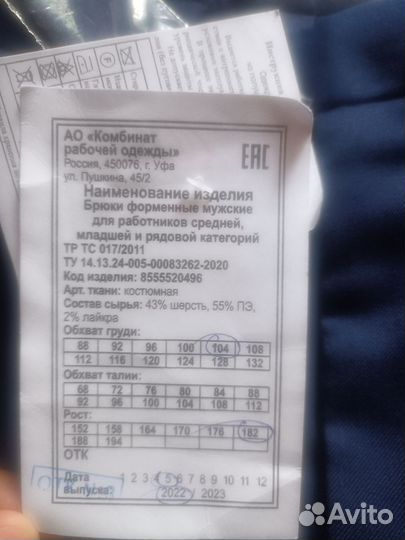 АО «Комбинат
рабочей одежды»
Россия, 450076, г. Уфа
ул. Пушкина, 45/2
ЕАС
Наименование изделия
Брюки форменные мужские
для работников средней,
младшей и рядовой категорий
ТР ТС 017/2011
ТУ 14.13.24-005-00083262-2020
Код изделия: 8555520496
Арт. ткани: костюмная
Состав сырья: 43% шерсть, 55% ПЭ,
2% лайкра
Обхват груди:
88 92 96 100 104 108
112 116 120 124 128 132
Обхват талии:
68 72 76 80 84 88
92 96 100 104 108 112
Рост:
152 158 164 170 176 182
188 194
ОТК
Дата 1 2 3 4 5 6 7 8 9 10 11 12
выпуска: 2022 / 2023
Avito